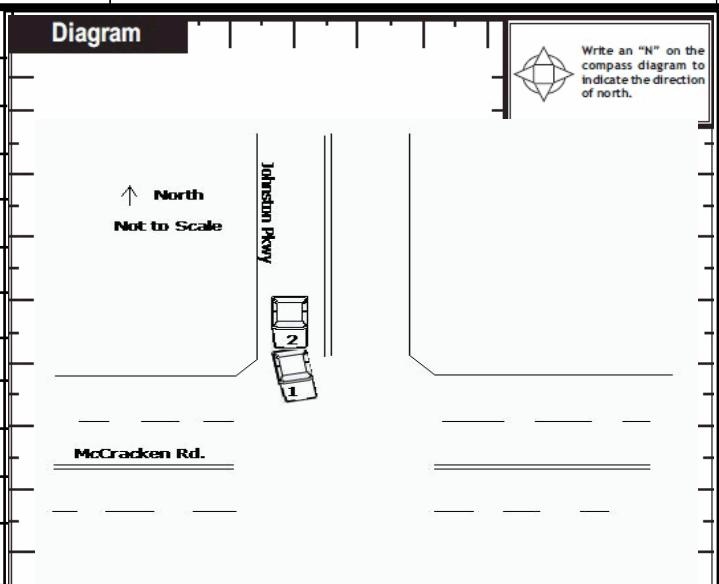 Diagram
Write an “N” on the
compass diagram to
indicate the direction
of north.
North
Not to Scale
Johnston Pkwy
2
1
McCracken Rd.